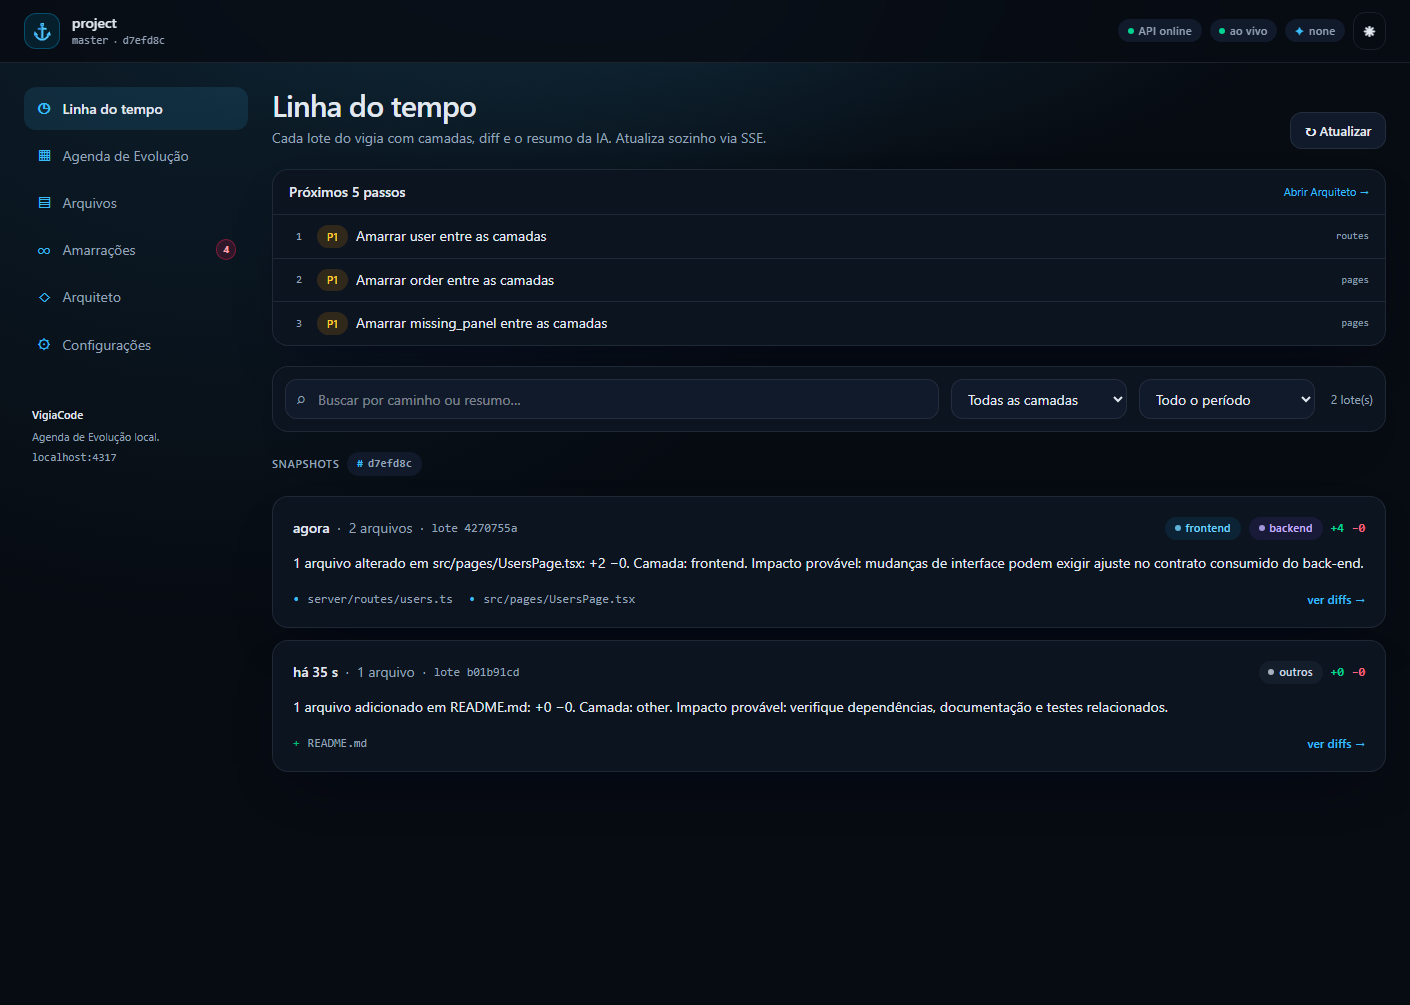 project
master · d7efd8c
API online
ao vivo
none
Linha do tempo
Agenda de Evolução
Arquivos
Amarrações 4
Arquiteto
Configurações
VigiaCode
Agenda de Evolução local.
localhost:4317
Linha do tempo
Cada lote do vigia com camadas, diff e o resumo da IA. Atualiza sozinho via SSE.
↻ Atualizar
Próximos 5 passos
Abrir Arquiteto →
1 P1 Amarrar user entre as camadas routes
2 P1 Amarrar order entre as camadas pages
3 P1 Amarrar missing_panel entre as camadas pages
Buscar por caminho ou resumo...
Todas as camadas
Todo o período
2 lote(s)
SNAPSHOTS # d7efd8c
agora · 2 arquivos · lote 4270755a frontend backend +4 −0
1 arquivo alterado em src/pages/UsersPage.tsx: +2 −0. Camada: frontend. Impacto provável: mudanças de interface podem exigir ajuste no contrato consumido do back-end.
• server/routes/users.ts • src/pages/UsersPage.tsx ver diffs →
há 35 s · 1 arquivo · lote b01b91cd outros +0 −0
1 arquivo adicionado em README.md: +0 −0. Camada: other. Impacto provável: verifique dependências, documentação e testes relacionados.
+ README.md ver diffs →